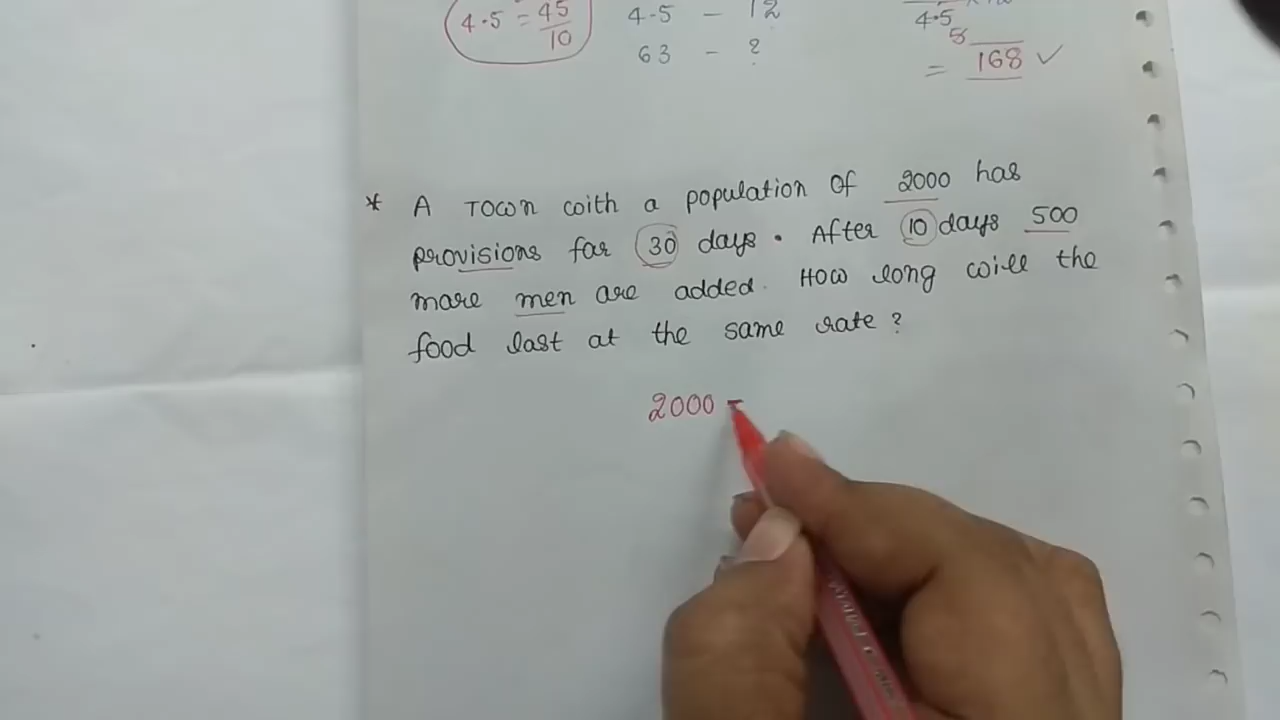 4.5 = 45/10 4.5 - 12
63 - ?
4.5
5
= 168 ✓
* A Town with a population of 2000 has
provisions for 30 days. After 10 days 500
more men are added. How long will the
food last at the same rate?
2000 -